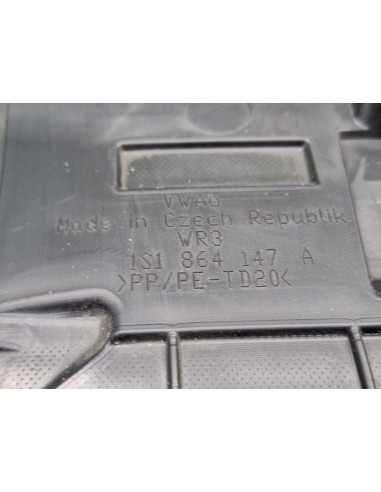 VWAG
Made in Czech Republik
WR3
1S1 864 147 A
>PP/PE-TD20<